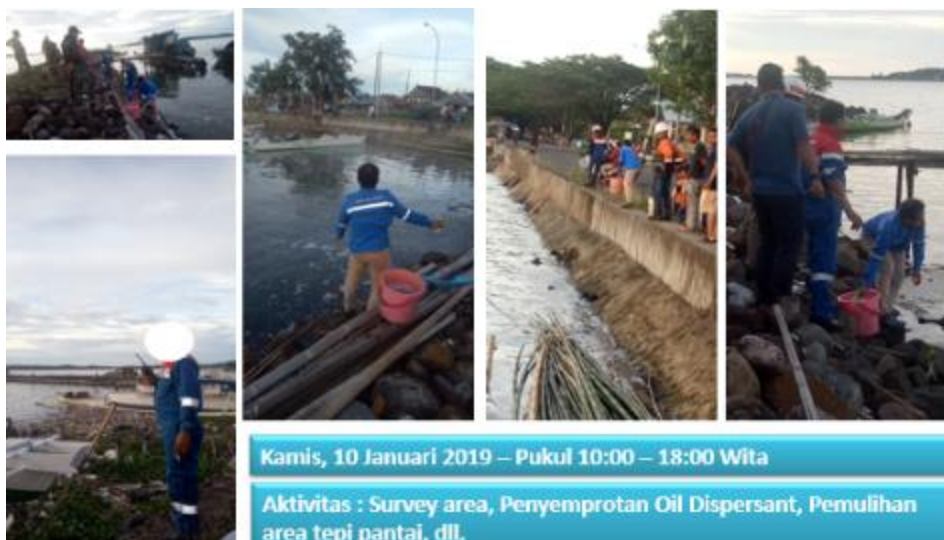 Kamis, 10 Januari 2019 – Pukul 10:00 – 18:00 Wita
Aktivitas : Survey area, Penyemprotan Oil Dispersant, Pemulihan
area tepi pantai, dll.